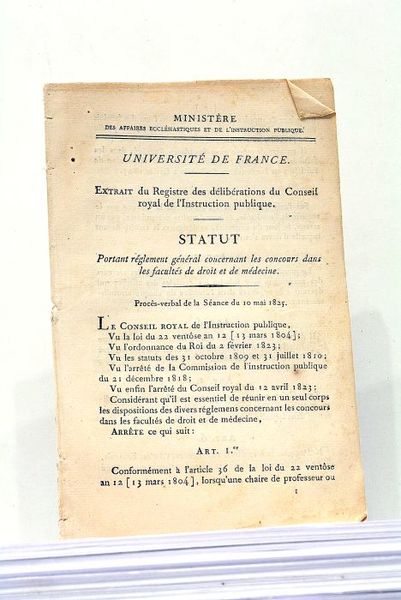 MINISTÈRE
DES AFFAIRES ECCLÉSIASTIQUES ET DE L'INSTRUCTION PUBLIQUE.
UNIVERSITÉ DE FRANCE.
EXTRAIT du Registre des délibérations du Conseil
royal de l'Instruction publique.
STATUT
Portant réglement général concernant les concours dans
les facultés de droit et de médecine.
Procès-verbal de la Séance du 10 mai 1825.
LE CONSEIL ROYAL de l'Instruction publique,
Vu la loi du 22 ventôse an 12 [13 mars 1804];
Vu l'ordonnance du Roi du 2 février 1823;
Vu les statuts des 31 octobre 1809 et 31 juillet 1810;
Vu l'arrêté de la Commission de l'instruction publique
du 21 décembre 1818;
Vu enfin l'arrêté du Conseil royal du 12 avril 1823;
Considérant qu'il est essentiel de réunir en un seul corps
les dispositions des divers réglemens concernant les concours
dans les facultés de droit et de médecine,
ARRÊTE ce qui suit:
ART. 1.er
Conformément à l'article 36 de la loi du 22 ventôse
an 12 [13 mars 1804], lorsqu'une chaire de professeur ou
1